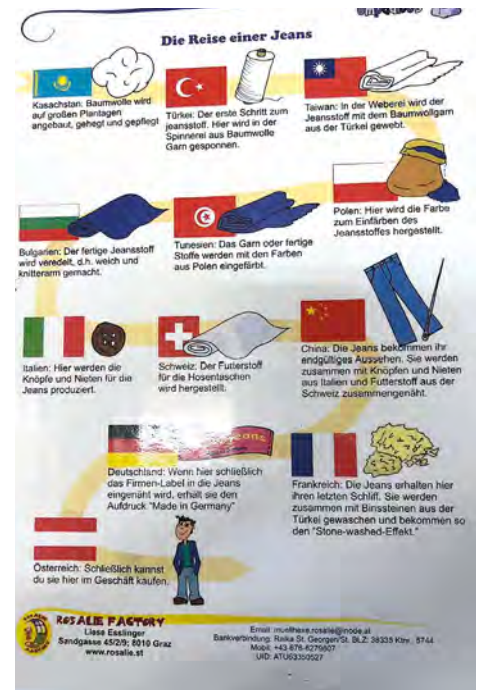 Die Reise einer Jeans
Kasachstan: Baumwolle wird
auf großen Plantagen
angebaut, gehegt und gepflegt
Türkei: Der erste Schritt zum
jeansstoff. Hier wird in der
Spinnerei aus Baumwolle
Garn gesponnen.
Taiwan: In der Weberei wird der
Jeansstoff mit dem Baumwollgarn
aus der Türkei gewebt.
Polen: Hier wird die Farbe
zum Einfärben des
Jeansstoffes hergestellt.
Tunesien: Das Garn oder fertige
Stoffe werden mit den Farben
aus Polen eingefärbt.
Bulgarien: Der fertige Jeansstoff
wird veredelt, d.h. weich und
knitterarm gemacht.
Italien: Hier werden die
Knöpfe und Nieten für die
Jeans produziert.
Schweiz: Der Futterstoff
für die Hosentaschen
wird hergestellt.
China: Die Jeans bekommen ihr
endgültiges Aussehen. Sie werden
zusammen mit Knöpfen und Nieten
aus Italien und Futterstoff aus der
Schweiz zusammengenäht.
Frankreich: Die Jeans erhalten hier
ihren letzten Schliff. Sie werden
zusammen mit Binssteinen aus der
Türkei gewaschen und bekommen so
den "Stone-washed-Effekt."
Deutschland: Wenn hier schließlich
das Firmen-Label in die Jeans
eingenäht wird, erhält sie den
Aufdruck "Made in Germany"
Österreich: Schließlich kannst
du sie hier im Geschäft kaufen.
ROSALIE FACTORY
Liese Esslinger
Sandgasse 45/2/9; 8010 Graz
www.rosalie.st
Email: muellhexe.rosalie@inode.at
Bankverbindung: Raika St. Georgen/St. BLZ: 38335 Ktnr.: 5744
Mobil: +43-676-6279807
UID: ATU63350527